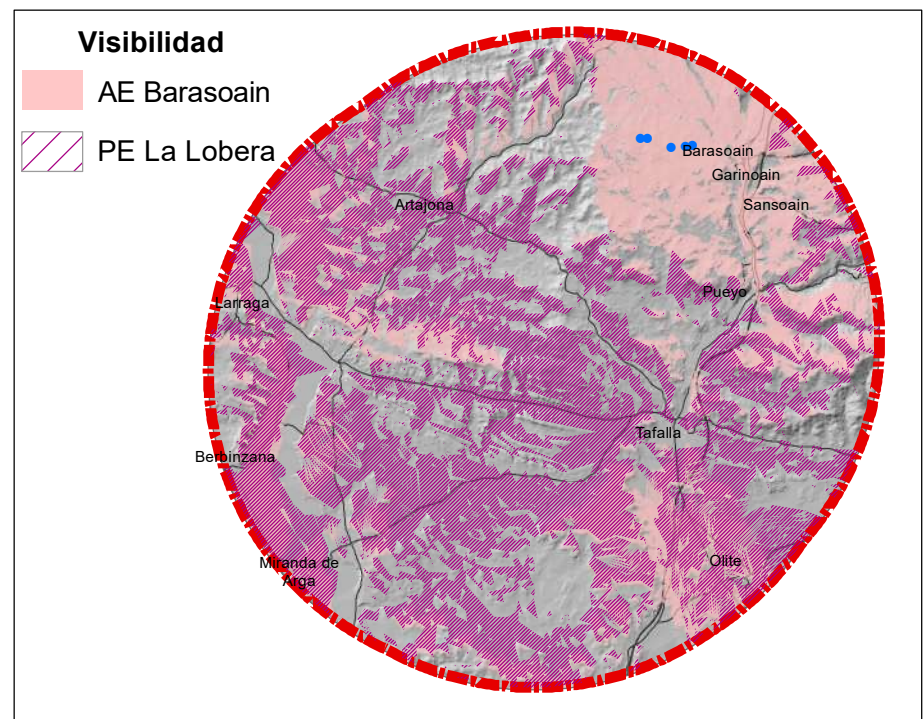 Visibilidad
AE Barasoain
PE La Lobera
Barasoain
Garinoain
Sansoain
Artajona
Pueyo
Larraga
Tafalla
Berbinzana
Olite
Miranda de
Arga